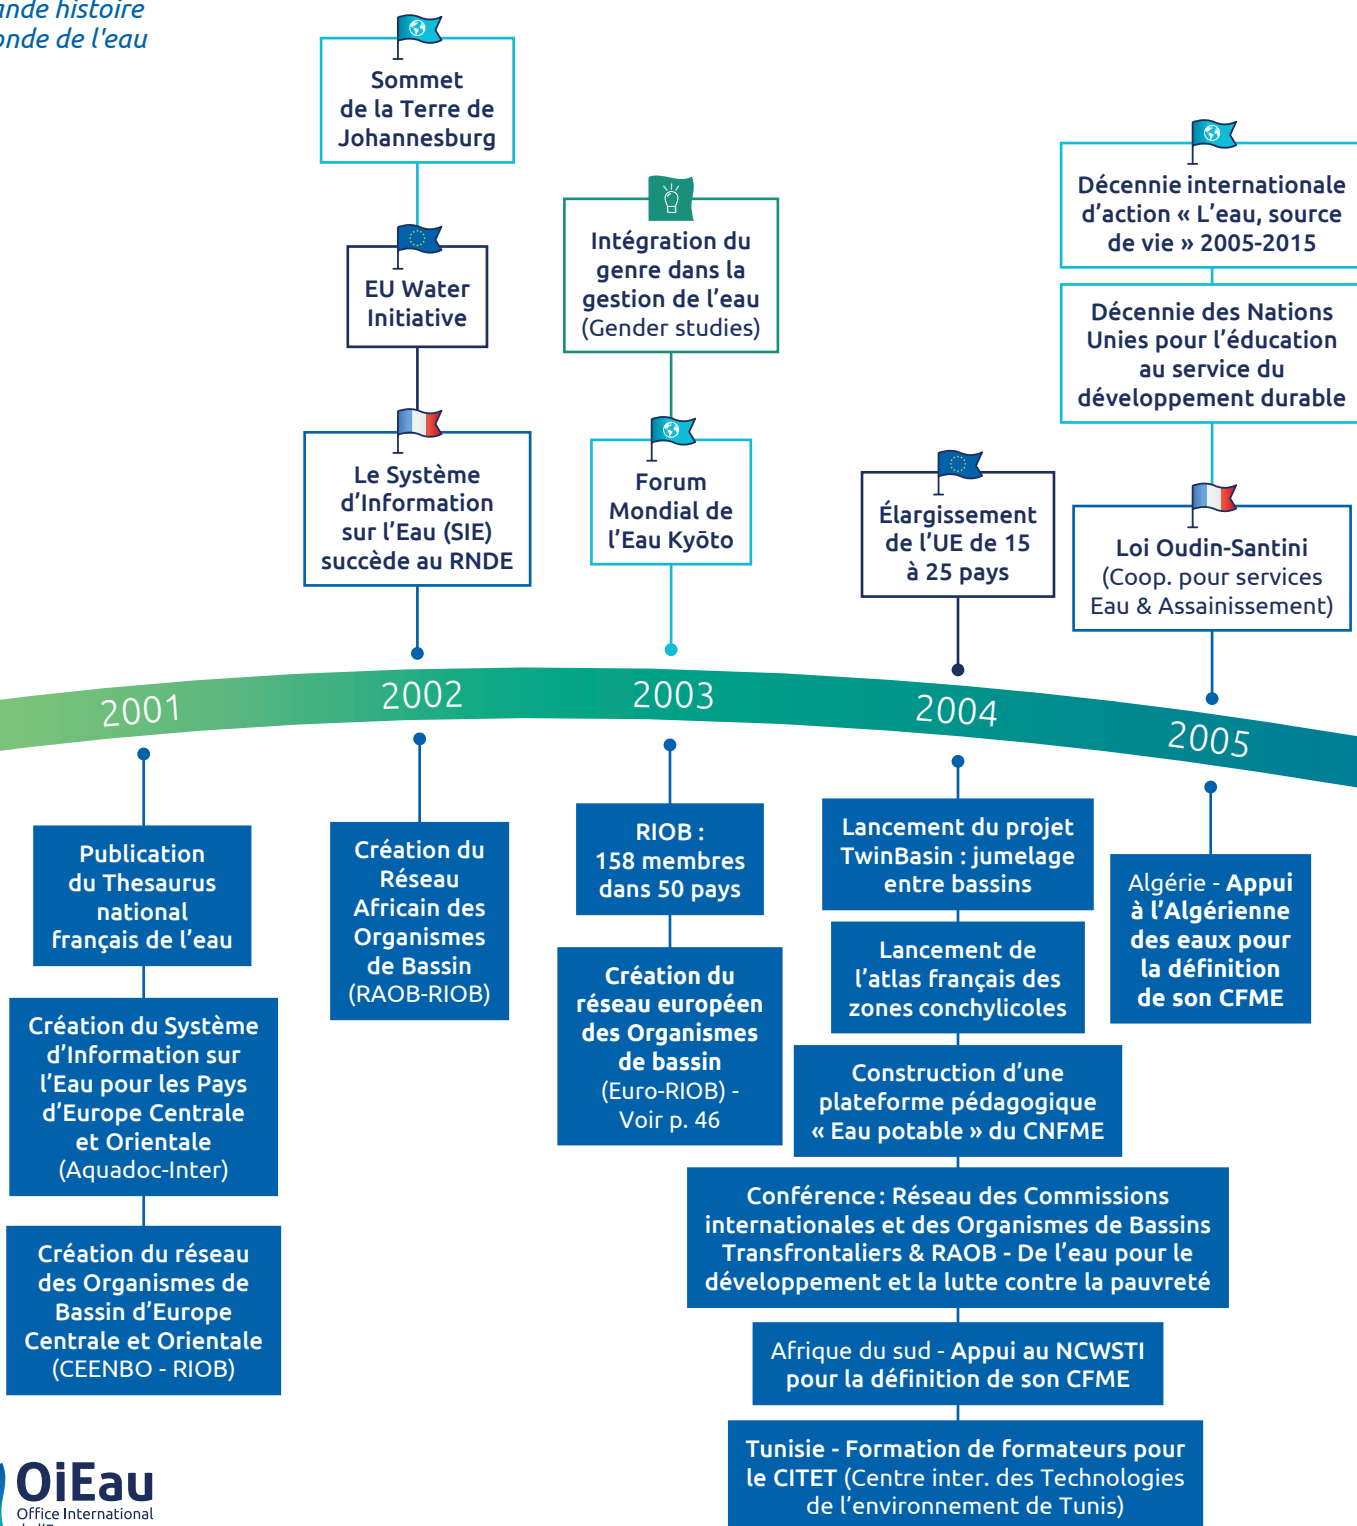 onde de l'eau
Sommet
de la Terre de
Johannesburg
EU Water
Initiative
Le Système
d'Information
sur l'Eau (SIE)
succède au RNDE
Intégration du
genre dans la
gestion de l'eau
(Gender studies)
Forum
Mondial de
l'Eau Kyōto
Élargissement
de l'UE de 15
à 25 pays
Décennie internationale
d'action « L'eau, source
de vie » 2005-2015
Décennie des Nations
Unies pour l'éducation
au service du
développement durable
Loi Oudin-Santini
(Coop. pour services
Eau & Assainissement)
2001
2002
2003
2004
2005
Publication
du Thesaurus
national
français de l'eau
Création du Système
d'Information sur
l'Eau pour les Pays
d'Europe Centrale
et Orientale
(Aquadoc-Inter)
Création du réseau
des Organismes de
Bassin d'Europe
Centrale et Orientale
(CEENBO - RIOB)
Création du
Réseau
Africain des
Organismes
de Bassin
(RAOB-RIOB)
RIOB :
158 membres
dans 50 pays
Création du
réseau européen
des Organismes
de bassin
(Euro-RIOB) -
Voir p. 46
Lancement du projet
TwinBasin : jumelage
entre bassins
Lancement de
l'atlas français des
zones conchylicoles
Construction d'une
plateforme pédagogique
« Eau potable » du CNFME
Conférence : Réseau des Commissions
internationales et des Organismes de Bassins
Transfrontaliers & RAOB - De l'eau pour le
développement et la lutte contre la pauvreté
Afrique du sud - Appui au NCWSTI
pour la définition de son CFME
Tunisie - Formation de formateurs pour
le CITET (Centre inter. des Technologies
de l'environnement de Tunis)
Algérie - Appui
à l'Algérienne
des eaux pour
la définition
de son CFME
OiEau
Office International